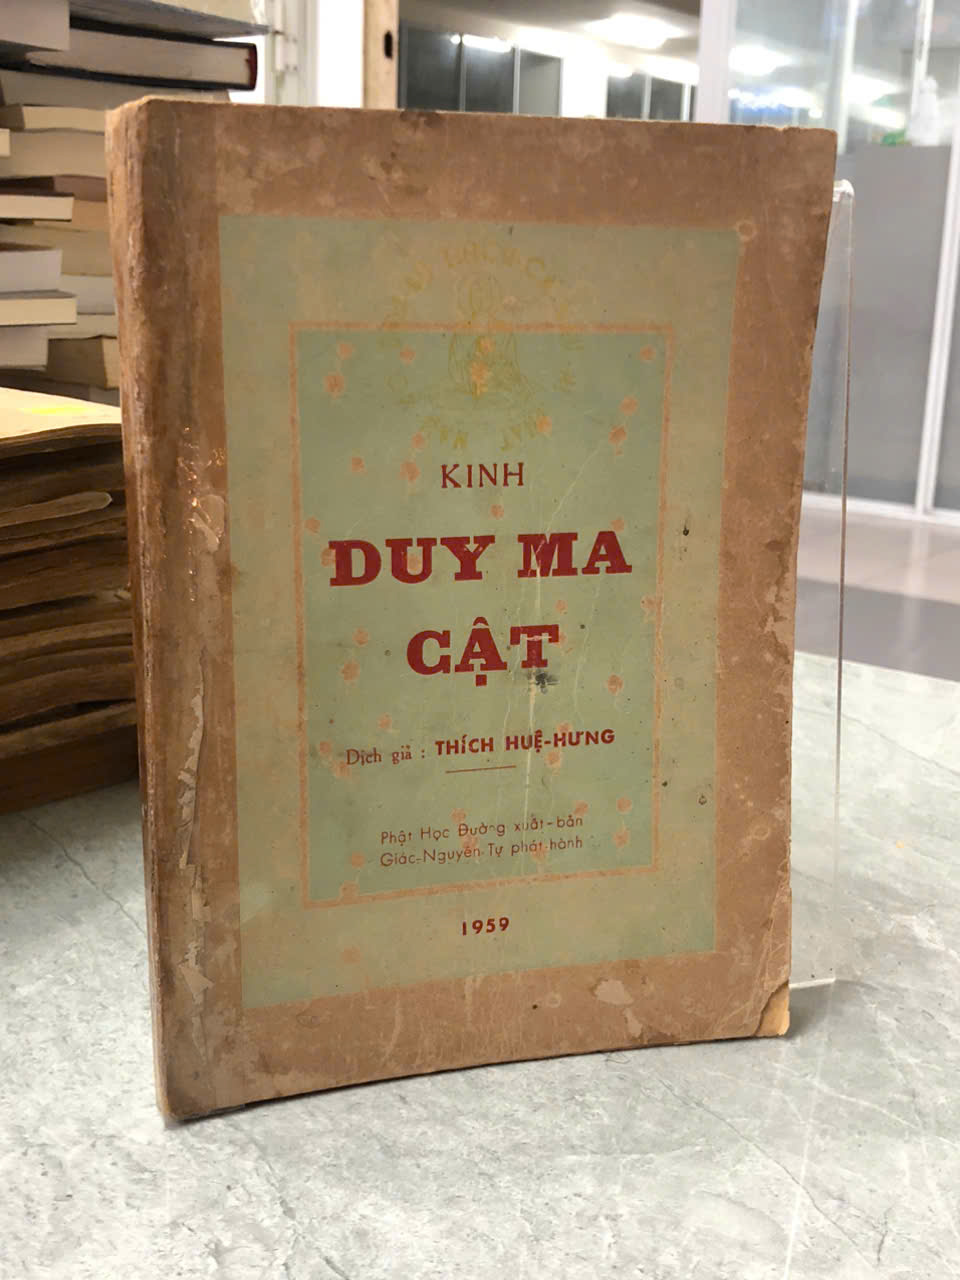 KINH
DUY MA
CẬT
Dịch giả : THÍCH HUỆ-HƯNG
Phật Học Đường xuất-bản
Giác-Nguyên-Tự phát-hành
1959